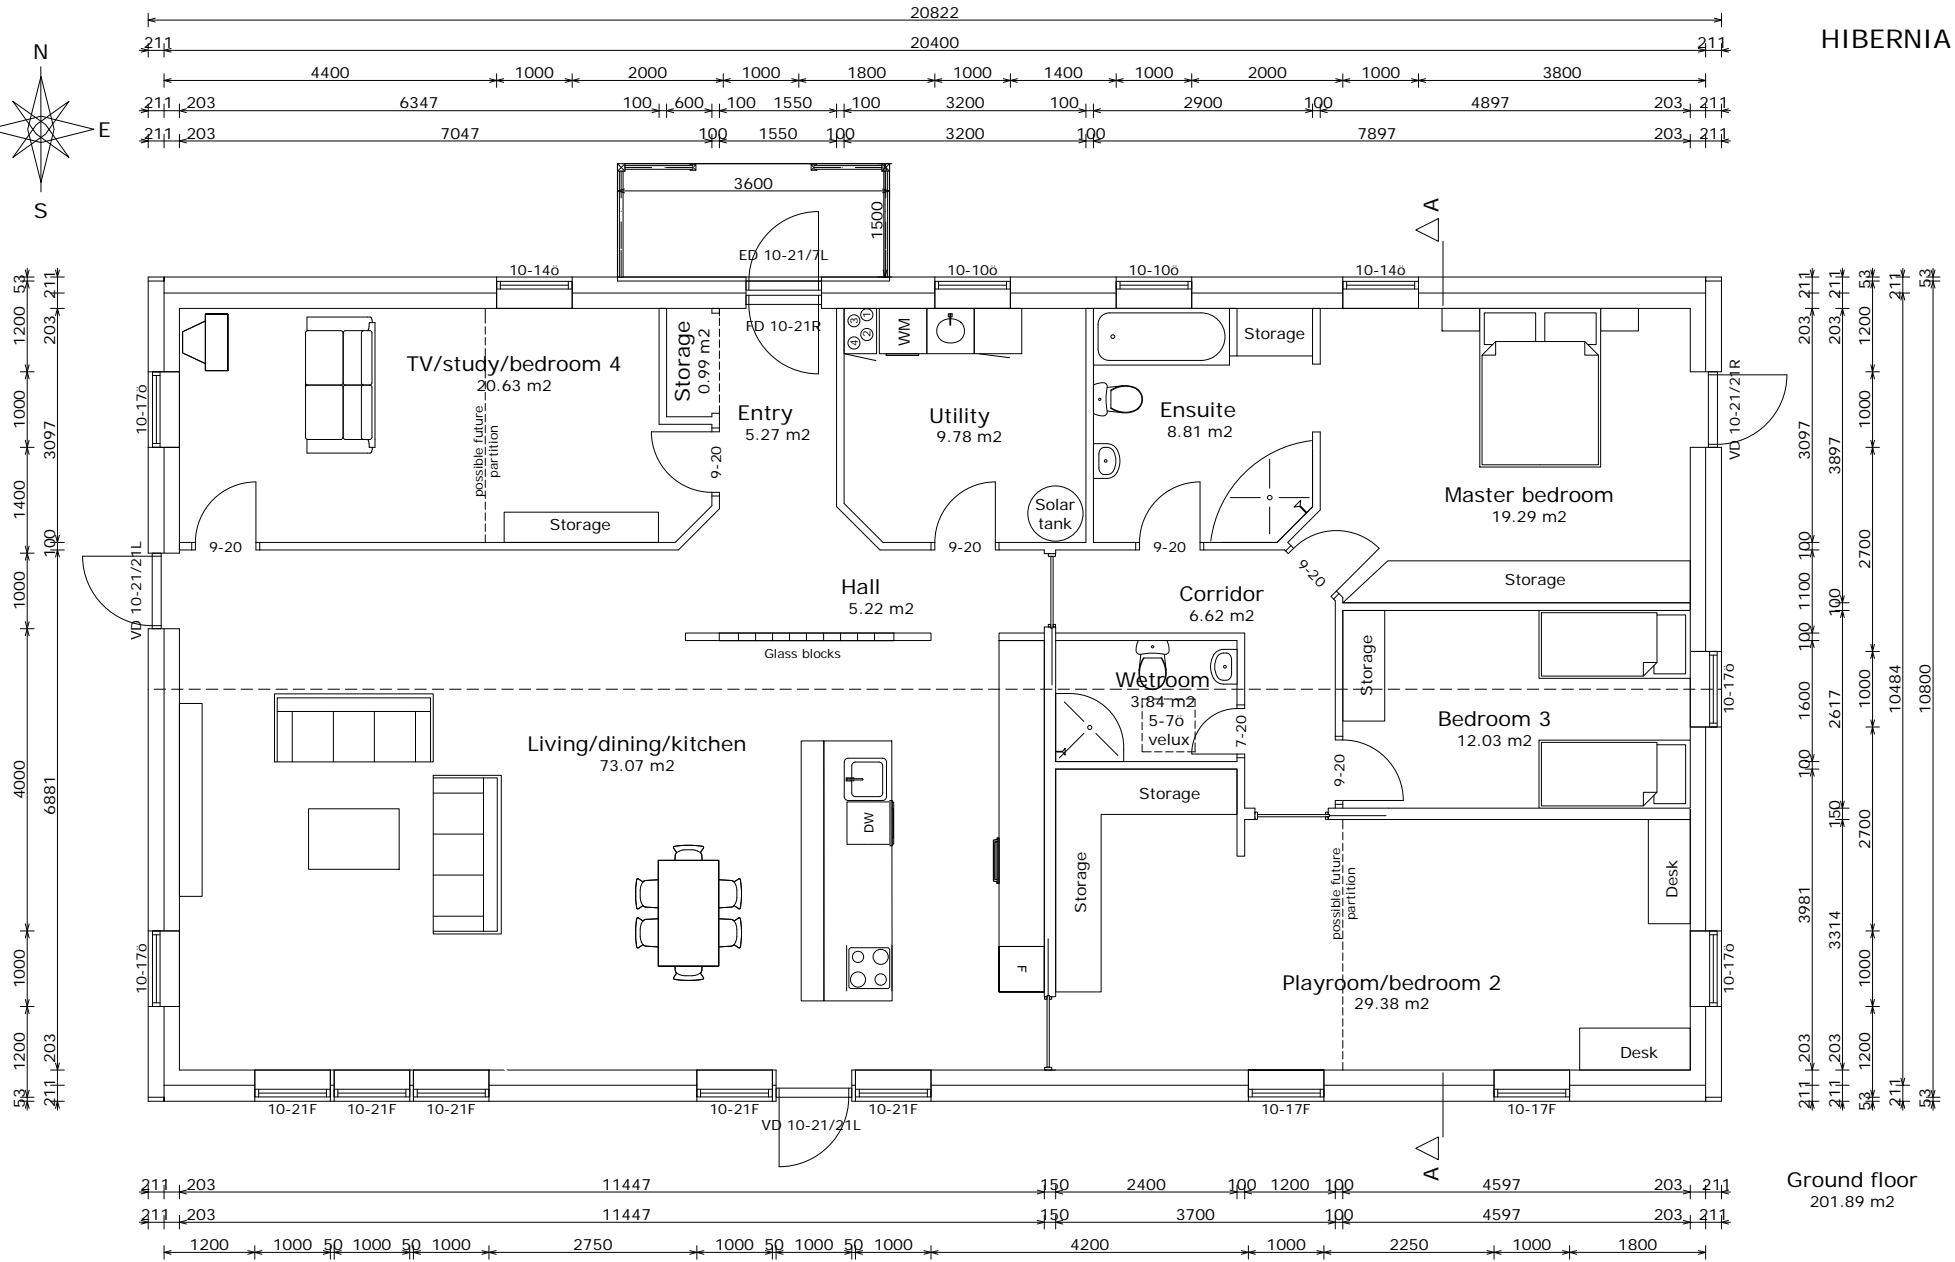 20822
HIBERNIA
211 20400 211
4400 1000 2000 1000 1800 1000 1400 1000 2000 1000 3800
211 203 6347 100 600 100 1550 100 3200 100 2900 100 4897 203 211
211 203 7047 100 1550 100 3200 100 7897 203 211
N
E
S
3600
1500
A
ED 10-21/7L
10-14ö
10-10ö
10-10ö
10-14ö
FD 10-21R
53 1200 1000 1400 1000 4000 1000 1200 53
211 203 3097 100 6881 203 211
10-17ö
VD 10-21/21L
10-17ö
TV/study/bedroom 4
20.63 m2
possible future
partition
Storage
0.99 m2
Storage
9-20
9-20
Entry
5.27 m2
3 1
4 2
WM
Utility
9.78 m2
Solar
tank
9-20
Storage
Ensuite
8.81 m2
9-20
Master bedroom
19.29 m2
9-20
Storage
VD 10-21/21R
Hall
5.22 m2
Glass blocks
Corridor
6.62 m2
Wetroom
3.84 m2
5-7ö
velux
7-20
Storage
Bedroom 3
12.03 m2
9-20
10-17ö
Living/dining/kitchen
73.07 m2
DW
F
Storage
Storage
possible future
partition
Playroom/bedroom 2
29.38 m2
Desk
Desk
10-17ö
211 203 3097 100 1100 100 1600 100 3981 203 211
211 203 3897 100 2617 150 3314 203 211
53 1200 1000 2700 1000 2700 1000 1200 53
211 10484 211
53 10800 53
10-21F
10-21F
10-21F
10-21F
VD 10-21/21L
10-21F
10-17F
10-17F
A
Ground floor
201.89 m2
211 203 11447 150 2400 100 1200 100 4597 203 211
211 203 11447 150 3700 100 4597 203 211
1200 1000 50 1000 50 1000 2750 1000 50 1000 50 1000 4200 1000 2250 1000 1800